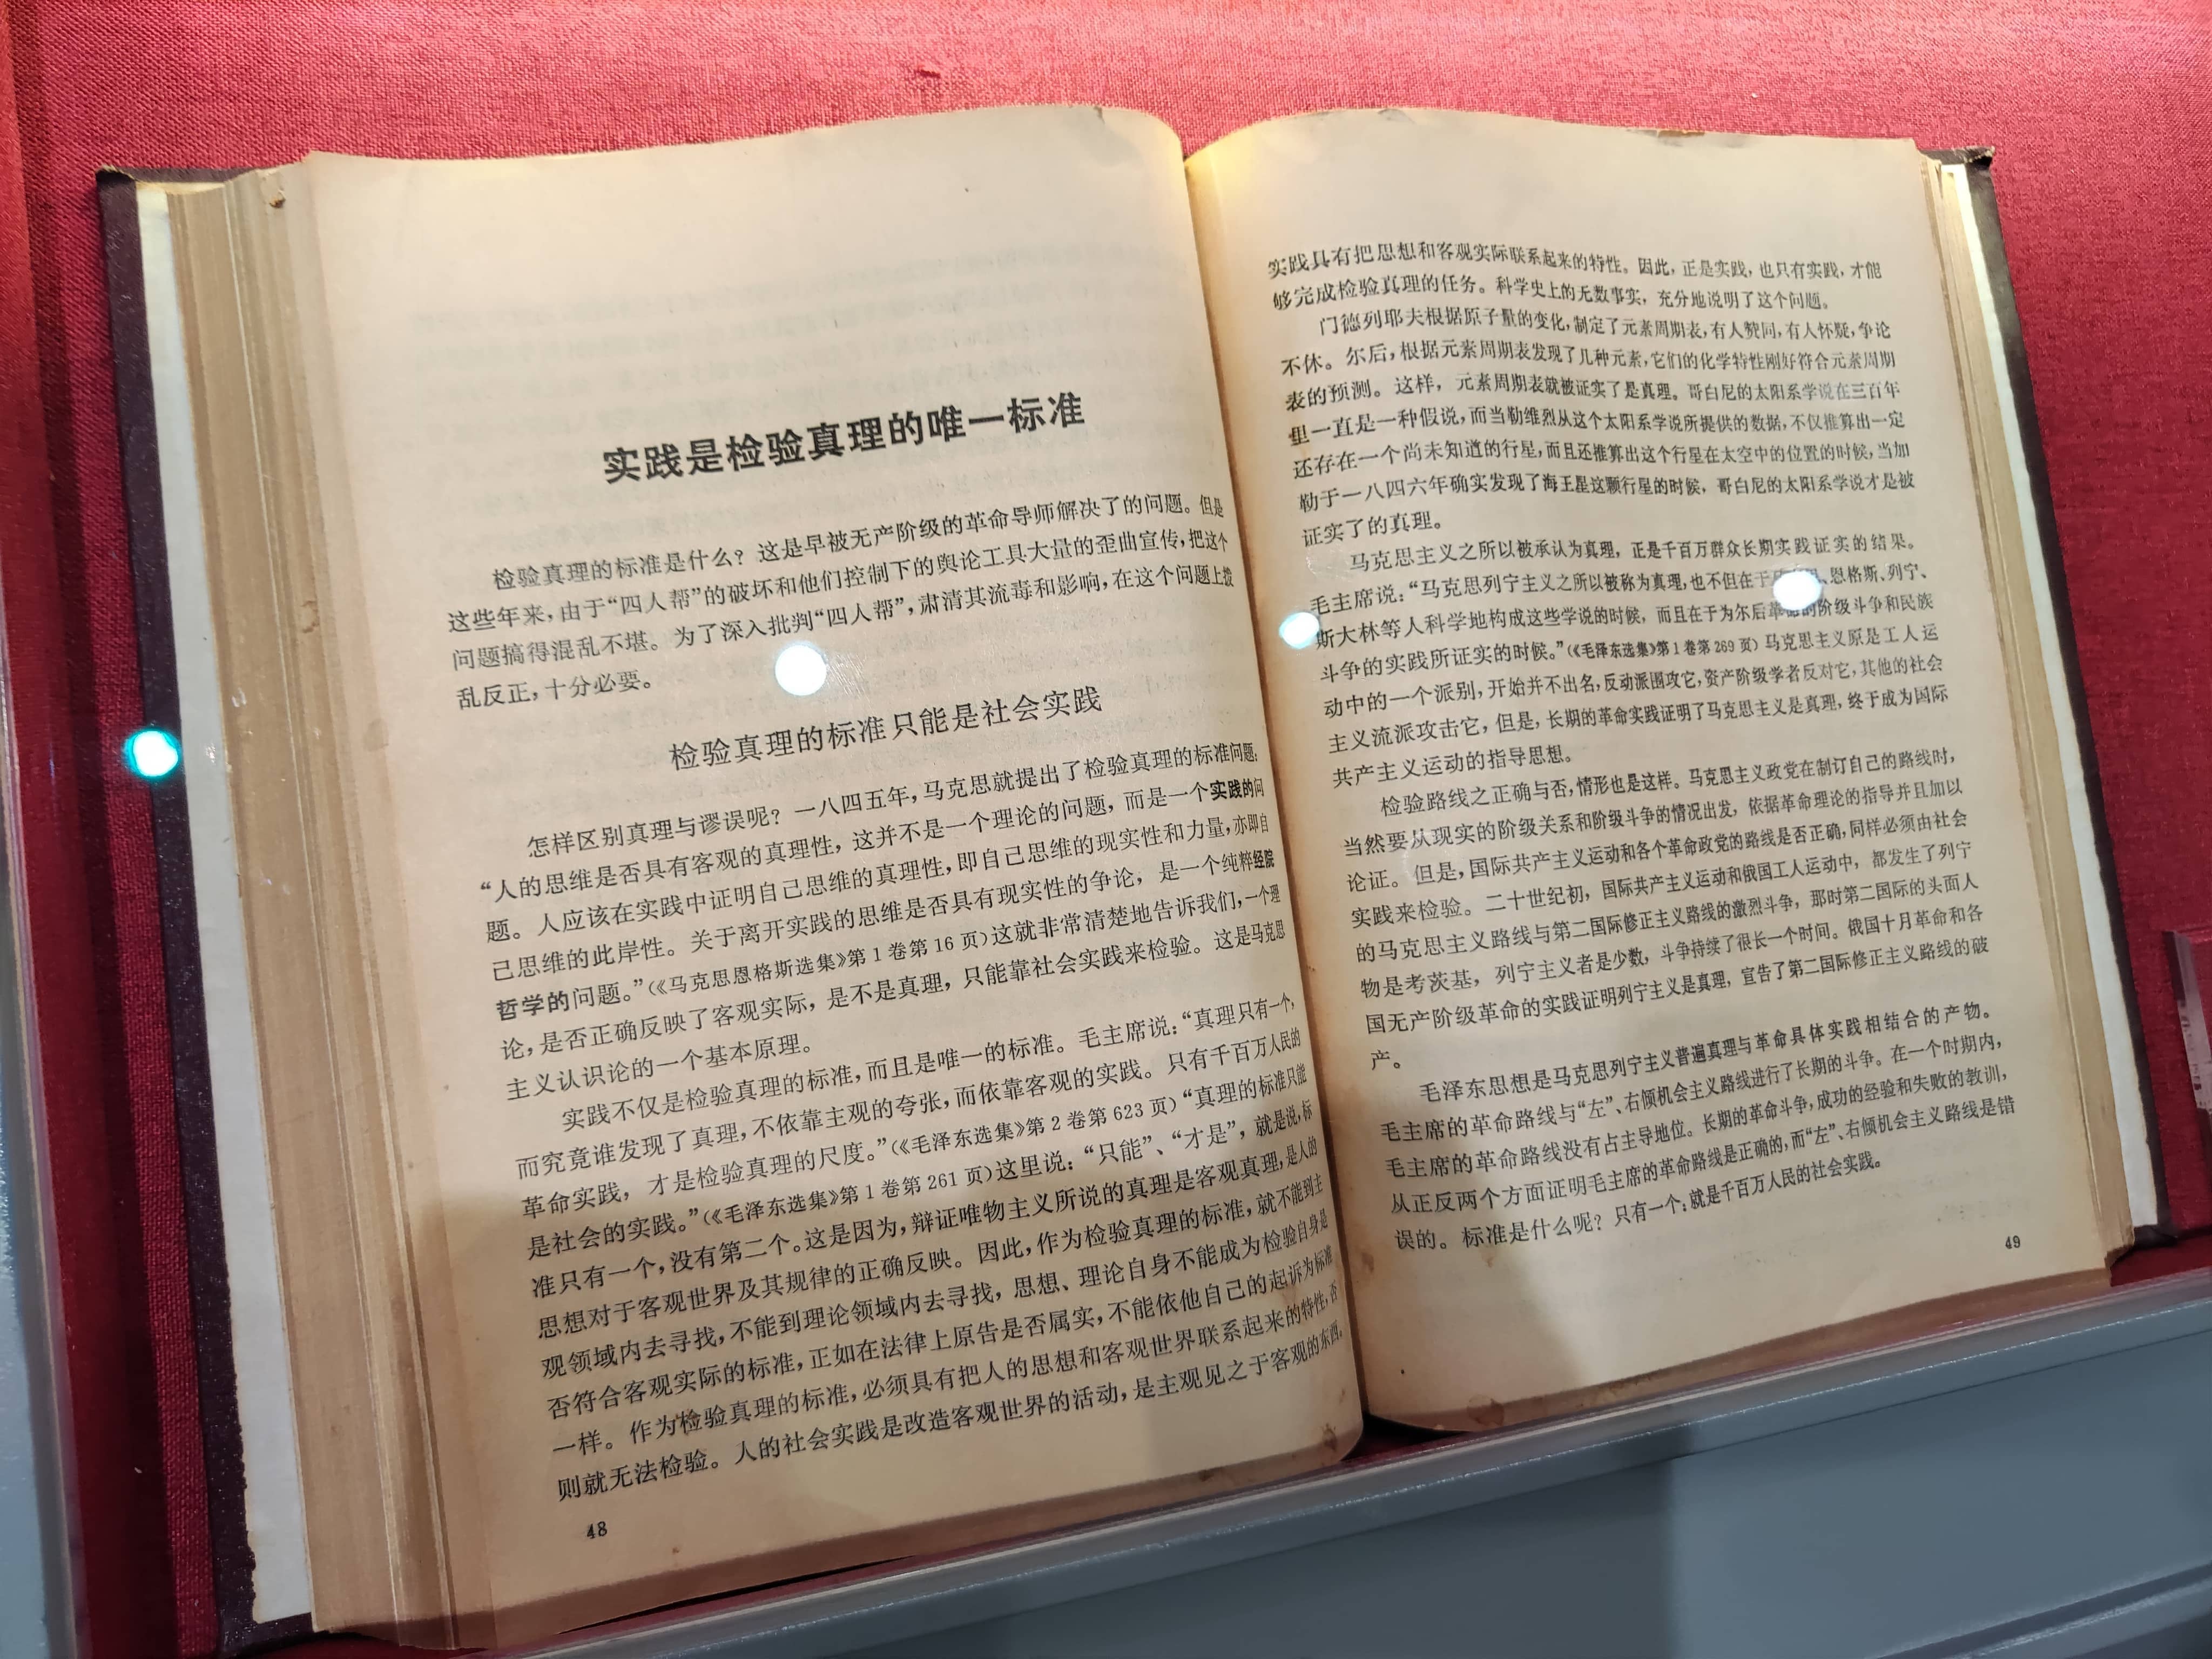 实践是检验真理的唯一标准
检验真理的标准是什么？这是早被无产阶级的革命导师解决了的问题。但是
这些年来，由于“四人帮”的破坏和他们控制下的舆论工具大量的歪曲宣传，把这个
问题搞得混乱不堪。为了深入批判“四人帮”，肃清其流毒和影响，在这个问题上拨
乱反正，十分必要。
检验真理的标准只能是社会实践
怎样区别真理与谬误呢？一八四五年，马克思就提出了检验真理的标准问题：
“人的思维是否具有客观的真理性，这并不是一个理论的问题，而是一个实践的问
题。人应该在实践中证明自己思维的真理性，即自己思维的现实性和力量，亦即自
己思维的此岸性。关于离开实践的思维是否具有现实性的争论，是一个纯粹经院
哲学的问题。”（《马克思恩格斯选集》第1卷第16页）这就非常清楚地告诉我们，一个理
论，是否正确反映了客观实际，是不是真理，只能靠社会实践来检验。这是马克思
主义认识论的一个基本原理。
实践不仅是检验真理的标准，而且是唯一的标准。毛主席说：“真理只有一个，
而究竟谁发现了真理，不依靠主观的夸张，而依靠客观的实践。只有千百万人民的
革命实践，才是检验真理的尺度。”（《毛泽东选集》第2卷第623页）“真理的标准只能
是社会的实践。”（《毛泽东选集》第1卷第261页）这里说：“只能”、“才是”，就是说，标
准只有一个，没有第二个。这是因为，辩证唯物主义所说的真理是客观真理，是人的
思想对于客观世界及其规律的正确反映。因此，作为检验真理的标准，就不能到主
观领域内去寻找，不能到理论领域内去寻找，思想、理论自身不能成为检验自身是
否符合客观实际的标准，正如在法律上原告是否属实，不能依他自己的起诉为标准
一样。作为检验真理的标准，必须具有把人的思想和客观世界联系起来的特性，否
则就无法检验。人的社会实践是改造客观世界的活动，是主观见之于客观的东西。
48
实践具有把思想和客观实际联系起来的特性。因此，正是实践，也只有实践，才能
够完成检验真理的任务。科学史上的无数事实，充分地说明了这个问题。
门德列耶夫根据原子量的变化，制定了元素周期表，有人赞同，有人怀疑，争论
不休。尔后，根据元素周期表发现了几种元素，它们的化学特性刚好符合元素周期
表的预测。这样，元素周期表就被证实了是真理。哥白尼的太阳系学说在三百年
里一直是一种假说，而当勒维烈从这个太阳系学说所提供的数据，不仅推算出一定
还存在一个尚未知道的行星，而且还推算出这个行星在太空中的位置的时候，当加
勒于一八四六年确实发现了海王星这颗行星的时候，哥白尼的太阳系学说才是被
证实了的真理。
马克思主义之所以被承认为真理，正是千百万群众长期实践证实的结果。
毛主席说：“马克思列宁主义之所以被称为真理，也不但在于、恩格斯、列宁、
斯大林等人科学地构成这些学说的时候，而且在于为尔后革命的阶级斗争和民族
斗争的实践所证实的时候。”（《毛泽东选集》第1卷第269页）马克思主义原是工人运
动中的一个派别，开始并不出名，反动派围攻它，资产阶级学者反对它，其他的社会
主义流派攻击它，但是，长期的革命实践证明了马克思主义是真理，终于成为国际
共产主义运动的指导思想。
检验路线之正确与否，情形也是这样。马克思主义政党在制订自己的路线时，
当然要从现实的阶级关系和阶级斗争的情况出发，依据革命理论的指导并且加以
论证。但是，国际共产主义运动和各个革命政党的路线是否正确，同样必须由社会
实践来检验。二十世纪初，国际共产主义运动和俄国工人运动中，都发生了列宁
的马克思主义路线与第二国际修正主义路线的激烈斗争，那时第二国际的头面人
物是考茨基，列宁主义者是少数，斗争持续了很长一个时间。俄国十月革命和各
国无产阶级革命的实践证明列宁主义是真理，宣告了第二国际修正主义路线的破
产。
毛泽东思想是马克思列宁主义普遍真理与革命具体实践相结合的产物。
毛主席的革命路线与“左”、右倾机会主义路线进行了长期的斗争。在一个时期内，
毛主席的革命路线没有占主导地位。长期的革命斗争，成功的经验和失败的教训，
从正反两个方面证明毛主席的革命路线是正确的，而“左”、右倾机会主义路线是错
误的。标准是什么呢？只有一个：就是千百万人民的社会实践。
49